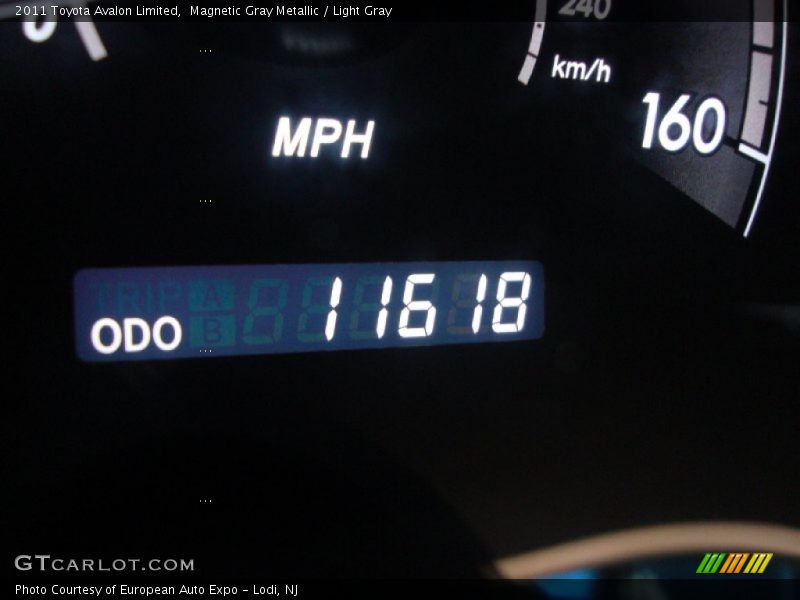 2011 Toyota Avalon Limited,  Magnetic Gray Metallic / Light Gray
240
km/h
MPH
160
TRIP A
ODO B 11618
GTCARLOT.COM
Photo Courtesy of European Auto Expo - Lodi, NJ